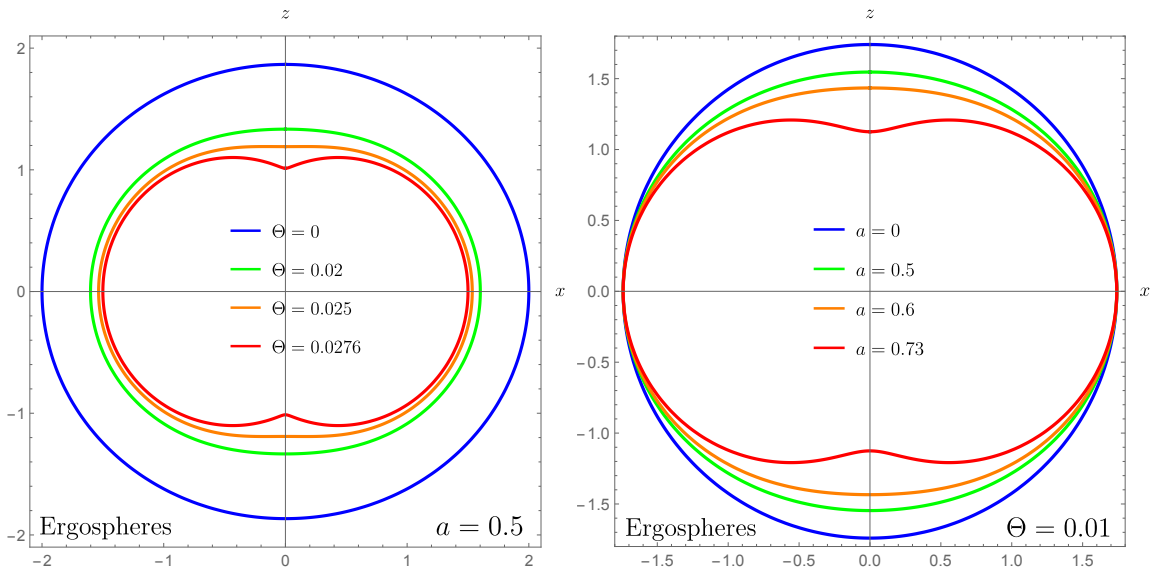 z
2
1
0
−1
−2
−2
−1
0
1
2
x
Θ = 0
Θ = 0.02
Θ = 0.025
Θ = 0.0276
Ergospheres
a = 0.5
z
1.5
1.0
0.5
0.0
−0.5
−1.0
−1.5
−1.5
−1.0
−0.5
0.0
0.5
1.0
1.5
x
a = 0
a = 0.5
a = 0.6
a = 0.73
Ergospheres
Θ = 0.01